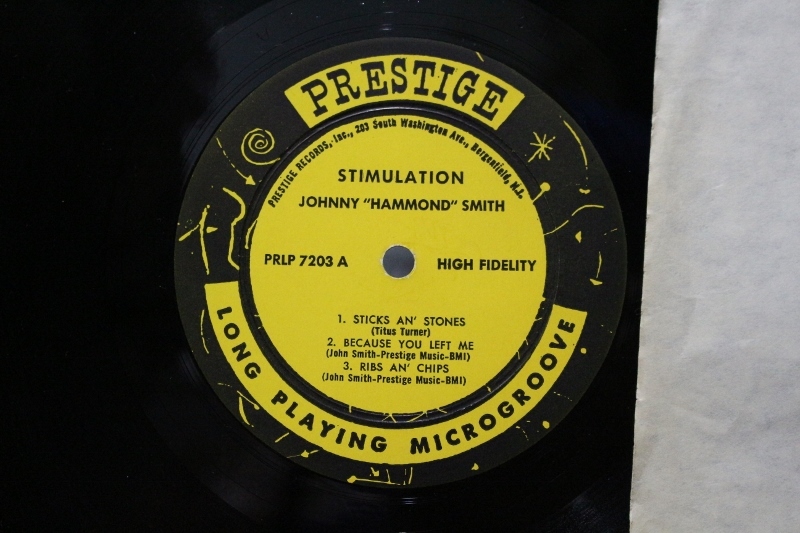 PRESTIGE
PRESTIGE RECORDS, Inc., 203 South Washington Ave., Bergenfield, N.J.
STIMULATION
JOHNNY "HAMMOND" SMITH
PRLP 7203 A
HIGH FIDELITY
1. STICKS AN' STONES
(Titus Turner)
2. BECAUSE YOU LEFT ME
(John Smith-Prestige Music-BMI)
3. RIBS AN' CHIPS
(John Smith-Prestige Music-BMI)
LONG PLAYING MICROGROOVE